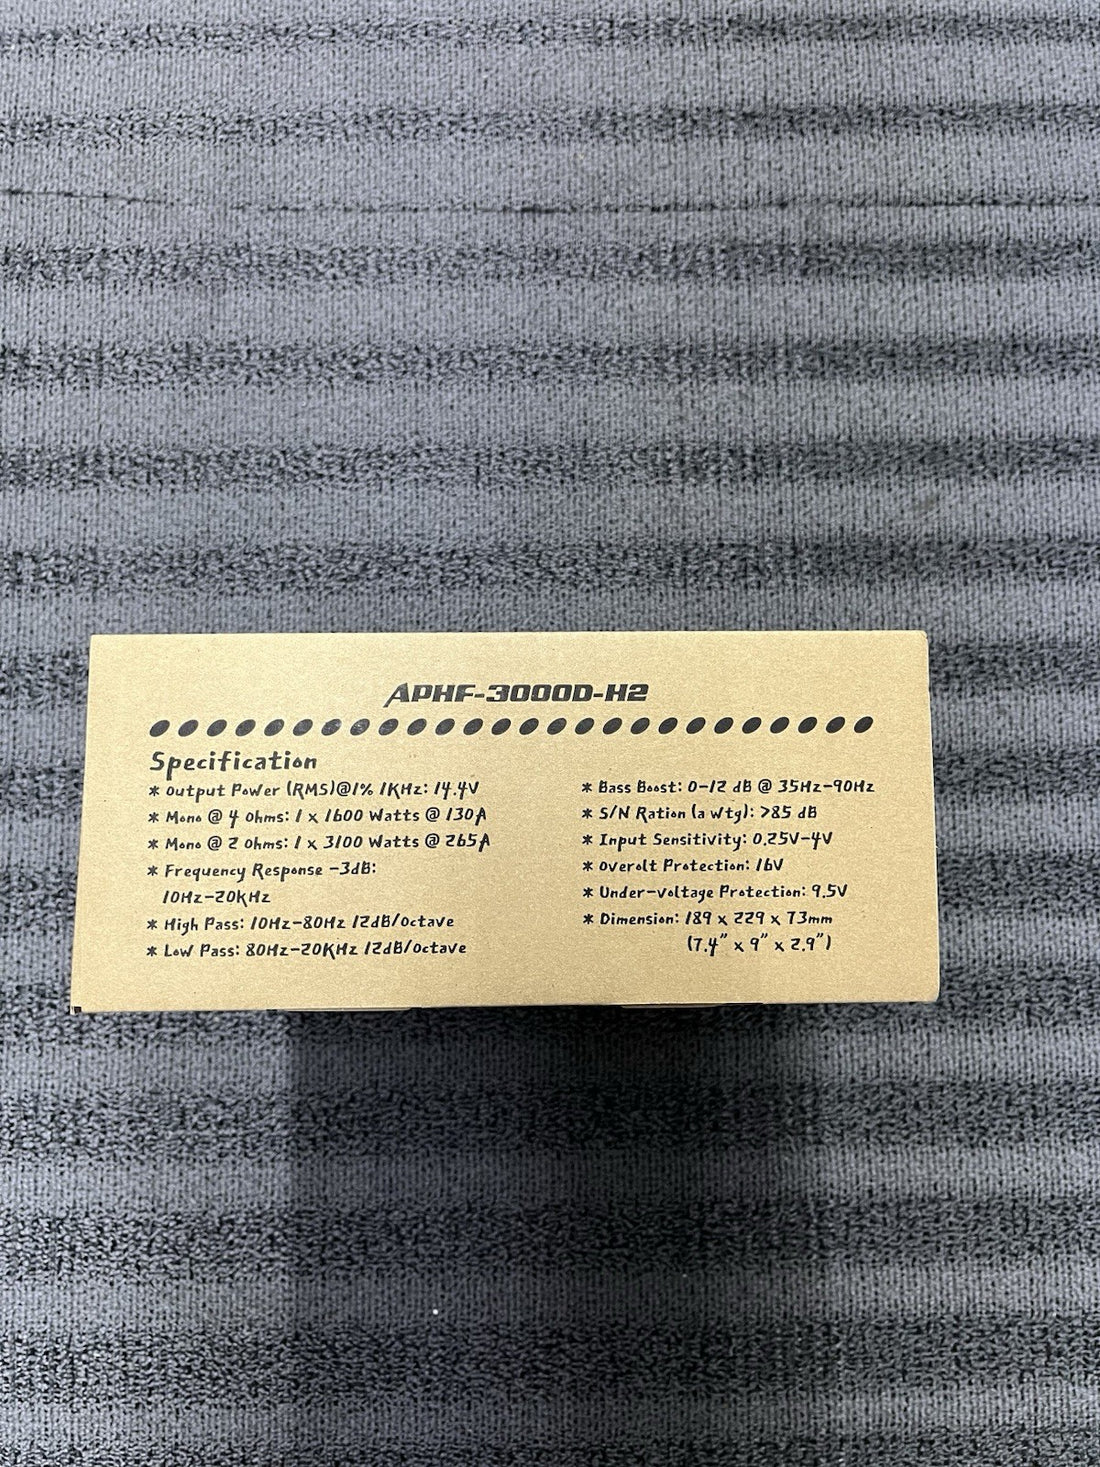 APHF-3000D-H2
Specification
* Output Power (RMS)@1% 1KHz: 14.4V
* Mono @ 4 Ohms: 1 x 1600 Watts @ 130A
* Mono @ 2 Ohms: 1 x 3100 Watts @ 265A
* Frequency Response -3dB:
10Hz-20kHz
* High Pass: 10Hz-80Hz 12dB/Octave
* Low Pass: 80Hz-20KHz 12dB/Octave
* Bass Boost: 0-12 dB @ 35Hz-90Hz
* S/N Ration (a wtg): >85 dB
* Input Sensitivity: 0.25V-4V
* Overolt Protection: 16V
* Under-voltage Protection: 9.5V
* Dimension: 189 x 229 x 73mm
(7.4" x 9" x 2.9")